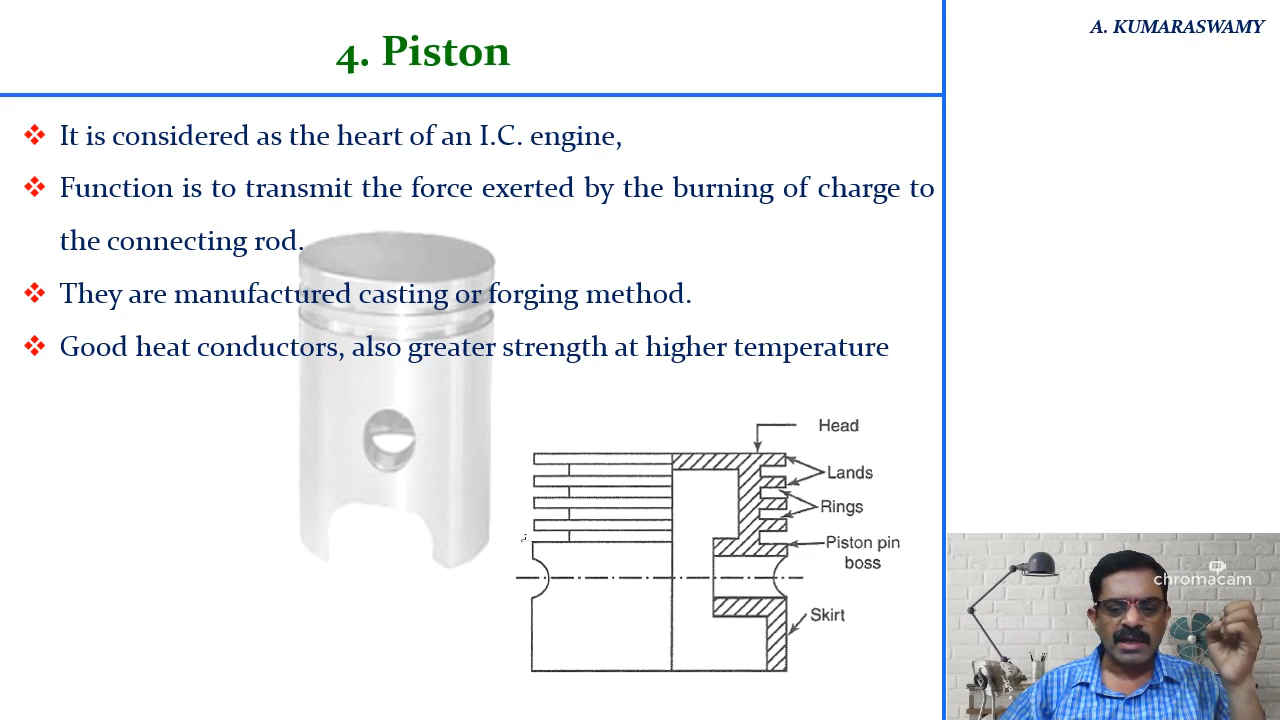 4. Piston
A. KUMARASWAMY
It is considered as the heart of an I.C. engine,
Function is to transmit the force exerted by the burning of charge to
the connecting rod.
They are manufactured casting or forging method.
Good heat conductors, also greater strength at higher temperature
Head
Lands
Rings
Piston pin
boss
Skirt
chromacam